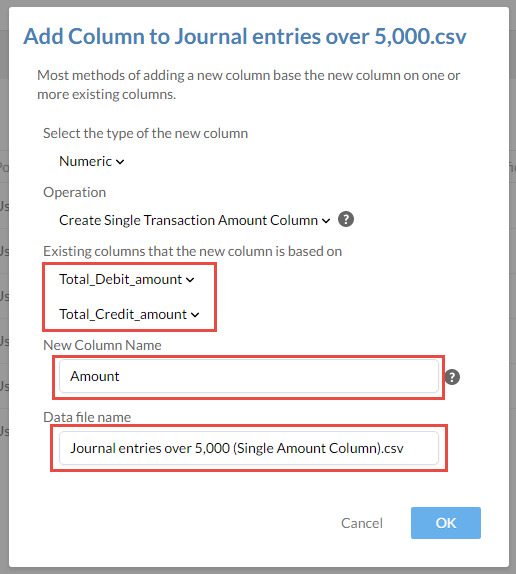 Add Column to Journal entries over 5,000.csv
Most methods of adding a new column base the new column on one or
more existing columns.
Select the type of the new column
Numeric
Operation
Create Single Transaction Amount Column ?
Existing columns that the new column is based on
Total_Debit_amount
Total_Credit_amount
New Column Name
Amount ?
Data file name
Journal entries over 5,000 (Single Amount Column).csv
Cancel OK